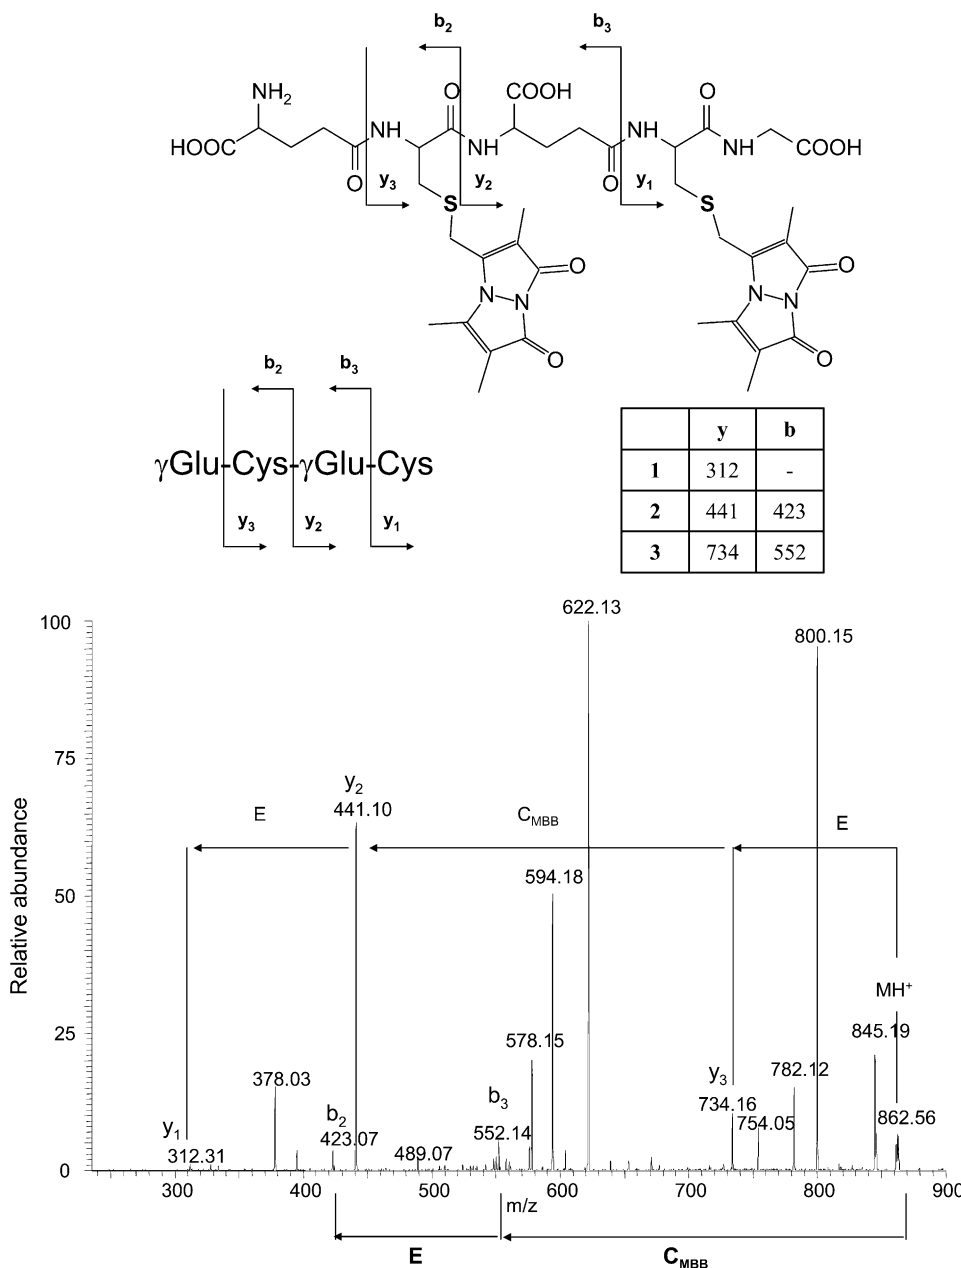 b₂
b₃
NH₂
O
COOH
O
HOOC
NH
NH
NH
NH
COOH
O
O
y₃
y₂
y₁
S
S
O
O
N
N
N
N
O
O
b₂
b₃
γGlu-Cys-γGlu-Cys
y₃
y₂
y₁
y b
1 312 -
2 441 423
3 734 552
622.13
100
800.15
75
y₂
441.10
E
C_MBB
E
594.18
50
Relative abundance
MH⁺
25
845.19
578.15
782.12
378.03
y₃
b₃
734.16
754.05
862.56
b₂
y₁
423.07
552.14
312.31
489.07
0
300 400 500 600 700 800 900
m/z
E
C_MBB